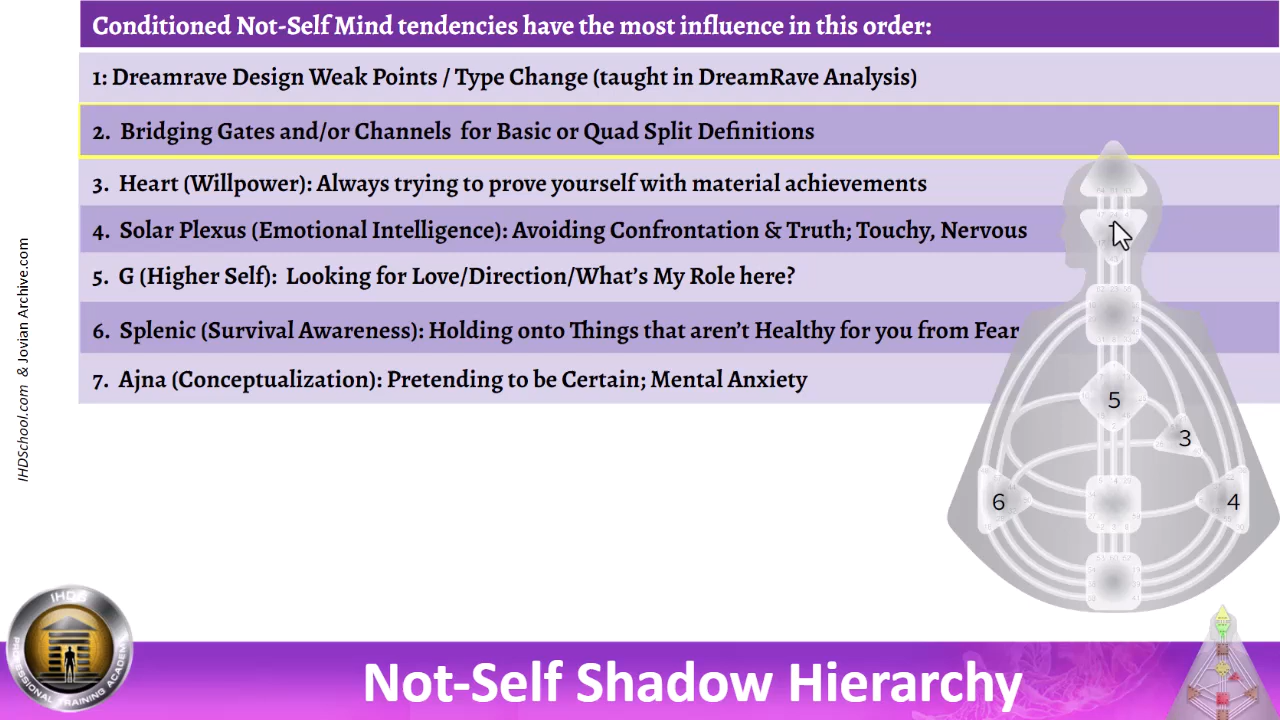 Conditioned Not-Self Mind tendencies have the most influence in this order:
1: Dreamrave Design Weak Points / Type Change (taught in DreamRave Analysis)
2. Bridging Gates and/or Channels for Basic or Quad Split Definitions
3. Heart (Willpower): Always trying to prove yourself with material achievements
4. Solar Plexus (Emotional Intelligence): Avoiding Confrontation & Truth; Touchy, Nervous
5. G (Higher Self): Looking for Love/Direction/What's My Role here?
6. Splenic (Survival Awareness): Holding onto Things that aren't Healthy for you from Fear
7. Ajna (Conceptualization): Pretending to be Certain; Mental Anxiety
5
3
6
4
IHDSchool.com & Jovian Archive.com
IHDS
PROFESSIONAL TRAINING ACADEMY
Not-Self Shadow Hierarchy